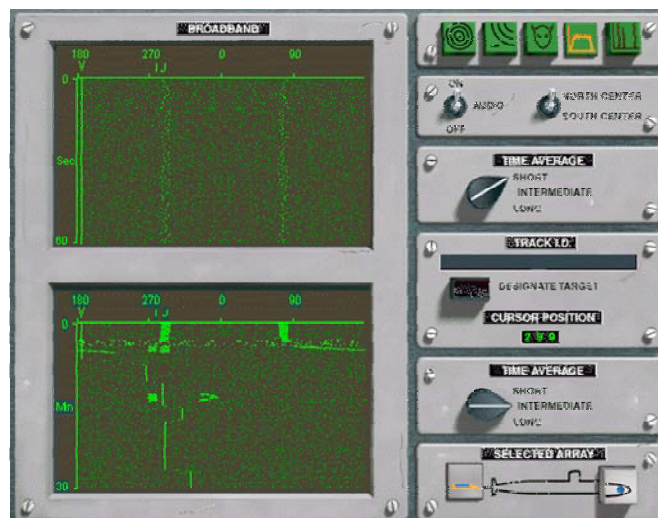 BROADBAND
180 270 0 90
V I J
0
Sec
60
180 270 0 90
V I J
0
Min
30
ON
AUDIO
OFF
NORTH CENTER
SOUTH CENTER
TIME AVERAGE
SHORT
INTERMEDIATE
LONG
TRACK I.D.
DESIGNATE TARGET
CURSOR POSITION
TIME AVERAGE
SHORT
INTERMEDIATE
LONG
SELECTED ARRAY